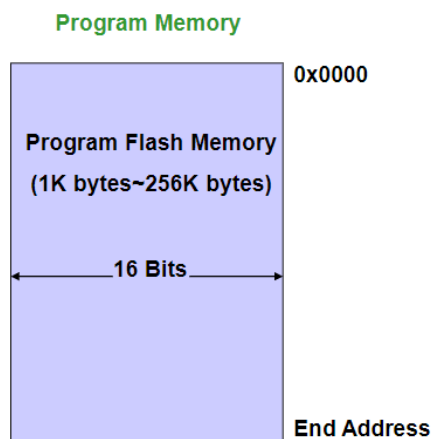 Program Memory
0x0000
Program Flash Memory
(1K bytes~256K bytes)
16 Bits
End Address